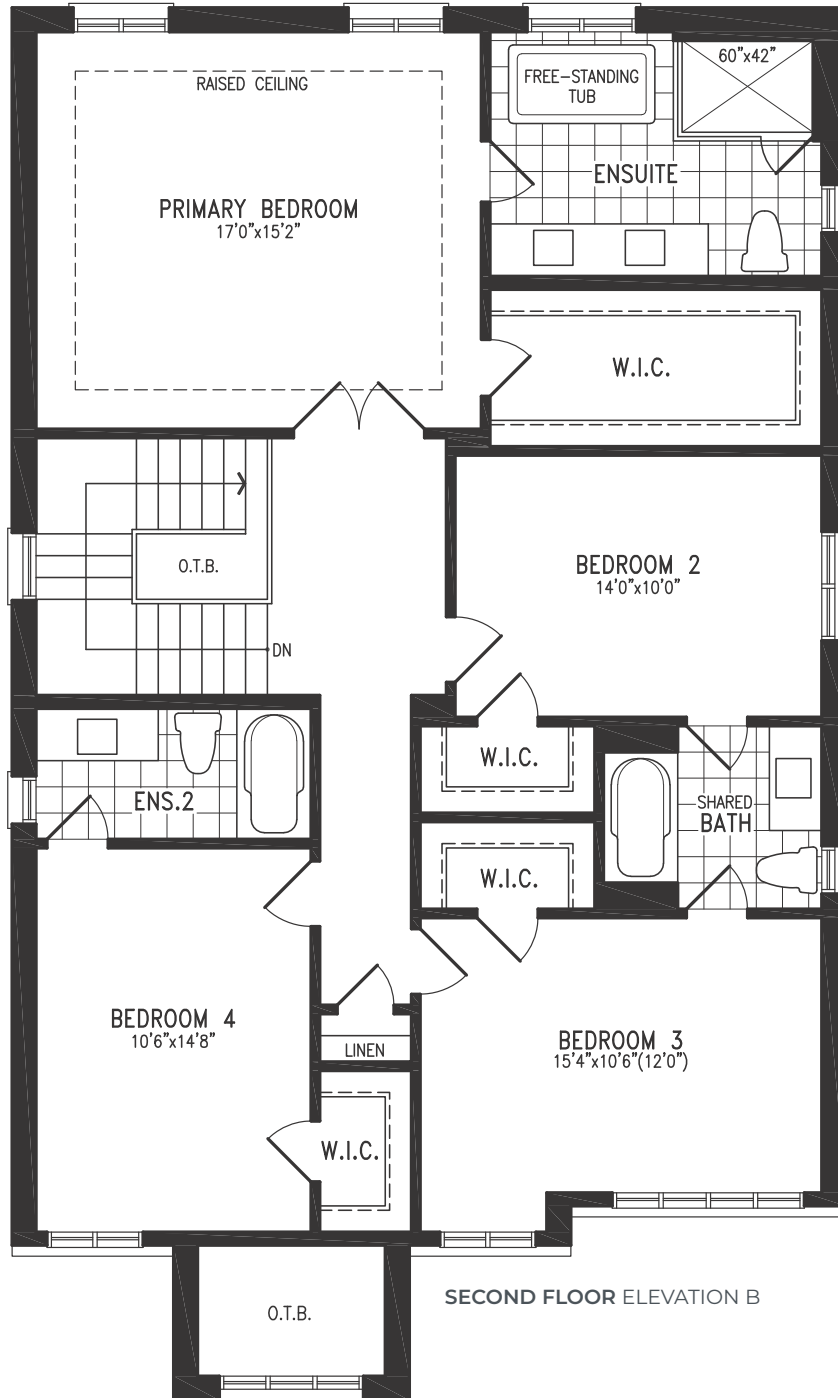 RAISED CEILING
PRIMARY BEDROOM
17'0"x15'2"
FREE-STANDING
TUB
60"x42"
ENSUITE
W.I.C.
O.T.B.
DN
BEDROOM 2
14'0"x10'0"
ENS.2
W.I.C.
SHARED
BATH
W.I.C.
BEDROOM 4
10'6"x14'8"
LINEN
BEDROOM 3
15'4"x10'6"(12'0")
W.I.C.
O.T.B.
SECOND FLOOR ELEVATION B